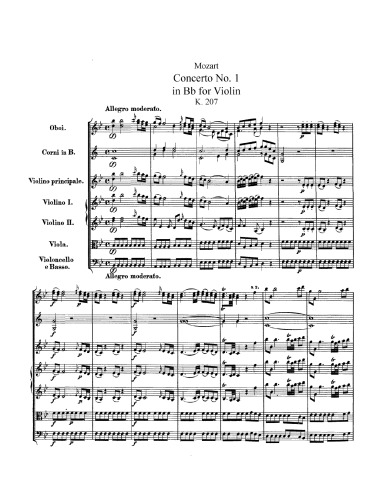 Mozart
Concerto No. 1
in Bb for Violin
K. 207
Allegro moderato.
Oboi.
Corni in B.
Violino principale.
Violino I.
Violino II.
Viola.
Violoncello
e Basso.
Allegro moderato.